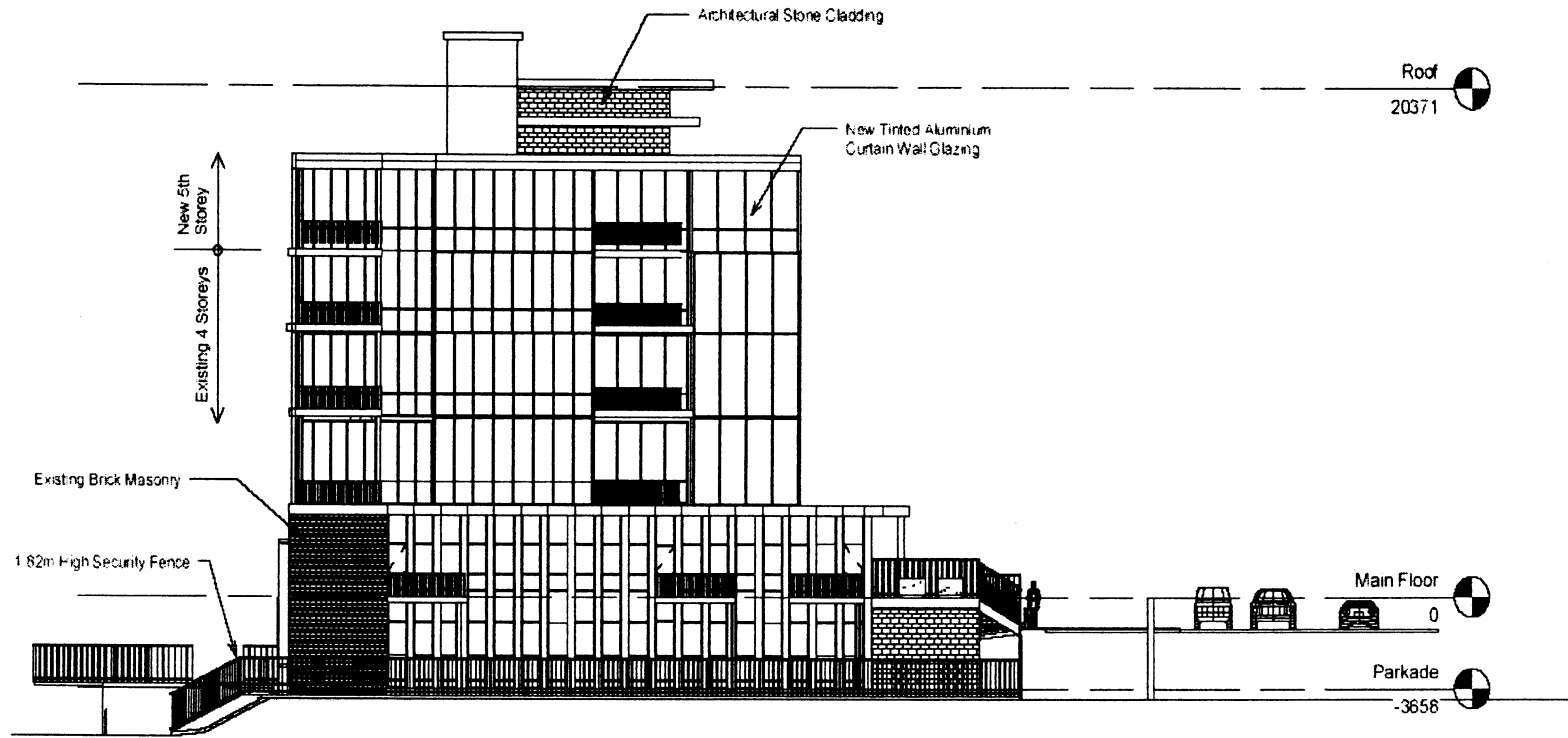 Architectural Stone Cladding
Roof
20371
New Tinted Aluminium
Curtain Wall Glazing
New 5th
Storey
Existing 4 Storeys
Existing Brick Masonry
1.82m High Security Fence
Main Floor
0
Parkade
-3658